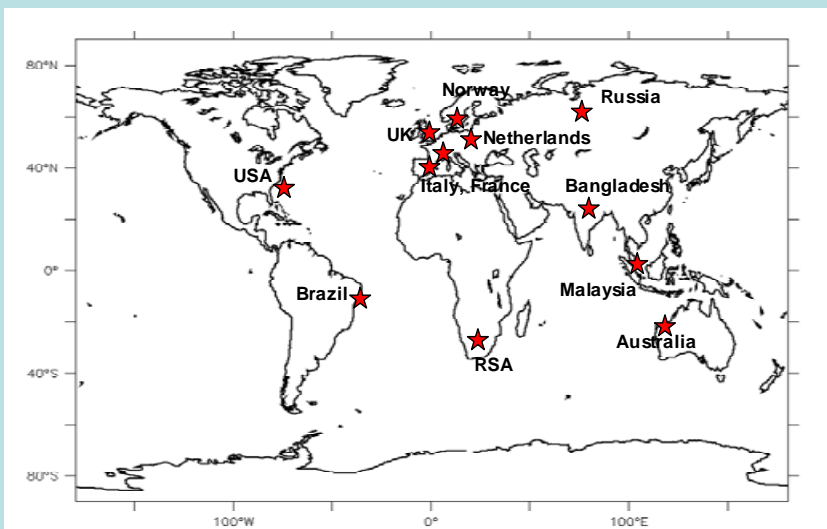 80°N
Norway
Russia
UK
Netherlands
40°N
USA
Italy, France
Bangladesh
0°
Brazil
Malaysia
Australia
RSA
40°S
80°S
100°W
0°
100°E